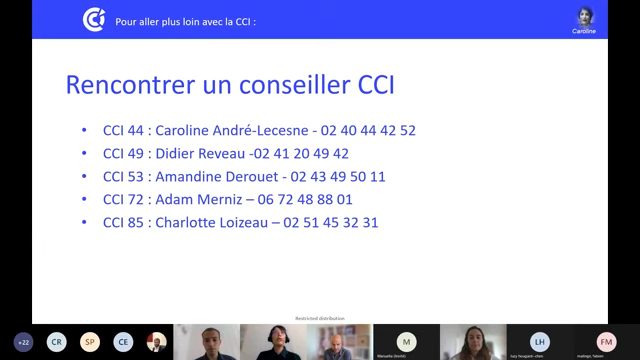 CCI
Pour aller plus loin avec la CCI :
Caroline
Rencontrer un conseiller CCI
• CCI 44 : Caroline André-Lecesne - 02 40 44 42 52
• CCI 49 : Didier Reveau -02 41 20 49 42
• CCI 53 : Amandine Derouet - 02 43 49 50 11
• CCI 72 : Adam Merniz – 06 72 48 88 01
• CCI 85 : Charlotte Loizeau – 02 51 45 32 31
Restricted distribution
+22
CR
SP
CE
M
LH
FM